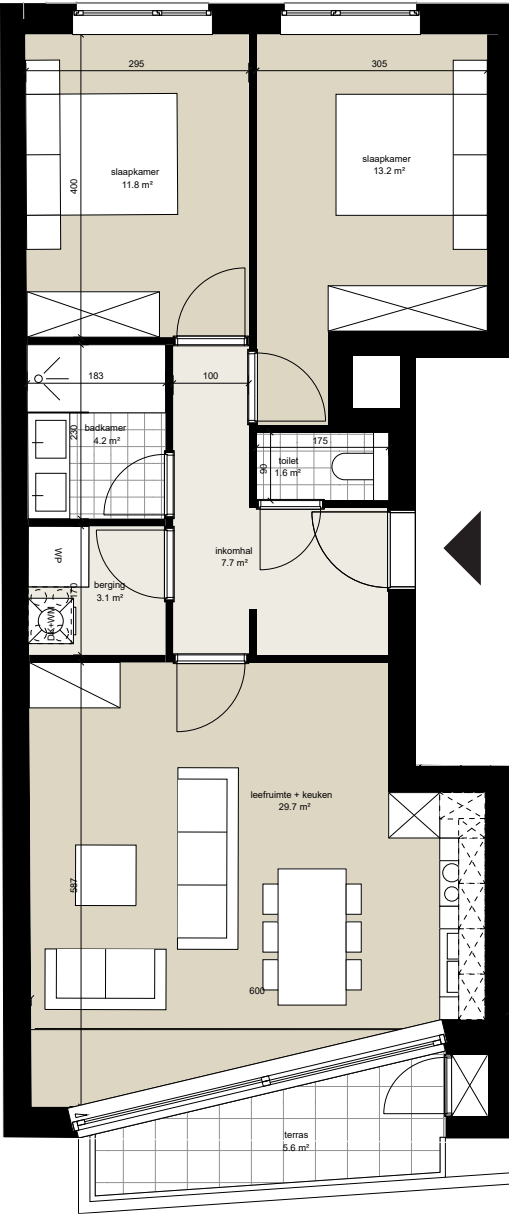 295
305
slaapkamer
11.8 m²
slaapkamer
13.2 m²
400
183
100
badkamer
4.2 m²
230
175
toilet
1.6 m²
90
inkomhal
7.7 m²
WP
berging
3.1 m²
170
DK+WM
leefruimte + keuken
29.7 m²
587
600
terras
5.6 m²